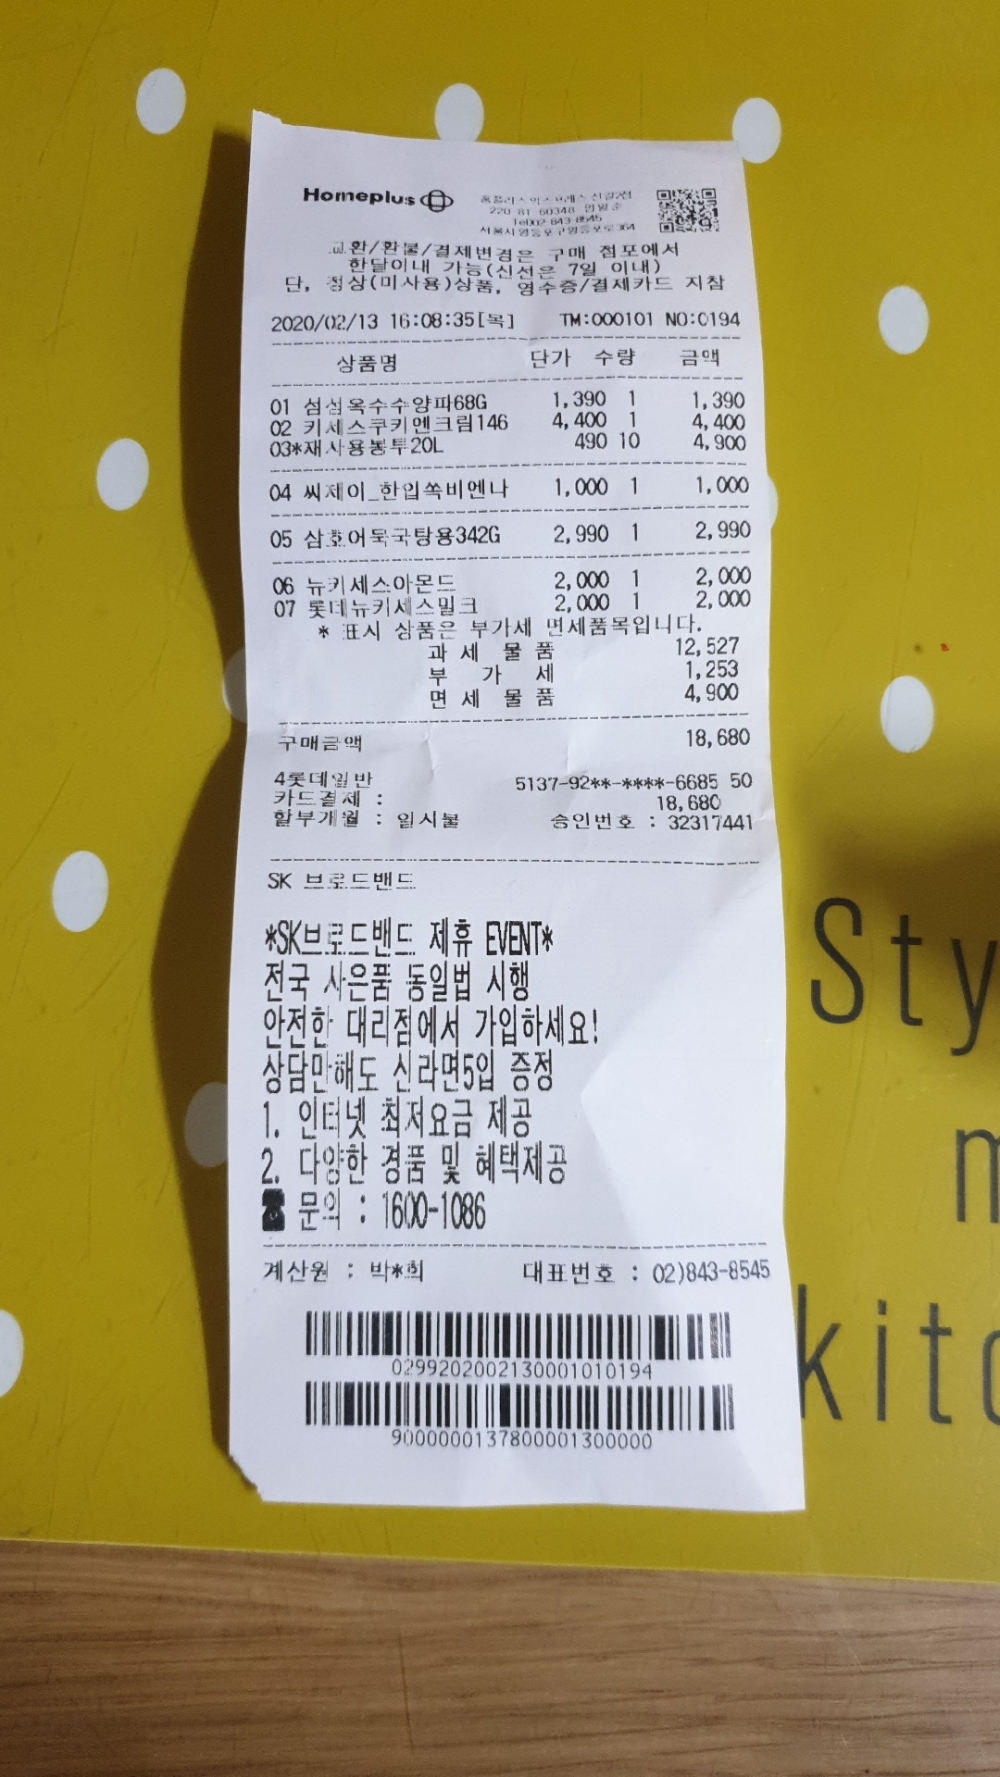 Homeplus
홈플러스익스프레스 신길2점
220-81-60348 임일순
Tel)02-843-8545
서울시영등포구영등포로364
교환/환불/결제변경은 구매 점포에서
한달이내 가능(신선은 7일 이내)
단, 정상(미사용)상품, 영수증/결제카드 지참
2020/02/13 16:08:35[목] TM:000101 NO:0194
상품명 단가 수량 금액
01 섬섬옥수수양파68G 1,390 1 1,390
02 키세스쿠키엔크림146 4,400 1 4,400
03*재사용봉투20L 490 10 4,900
04 씨제이_한입쏙비엔나 1,000 1 1,000
05 삼호어묵국탕용342G 2,990 1 2,990
06 뉴키세스아몬드 2,000 1 2,000
07 롯데뉴키세스밀크 2,000 1 2,000
* 표시 상품은 부가세 면세품목입니다.
과 세 물 품 12,527
부 가 세 1,253
면 세 물 품 4,900
구매금액 18,680
4롯데일반 5137-92**-****-6685 50
카드결제 : 18,680
할부개월 : 일시불 승인번호 : 32317441
SK 브로드밴드
*SK브로드밴드 제휴 EVENT*
전국 사은품 동일법 시행
안전한 대리점에서 가입하세요!
상담만해도 신라면5입 증정
1. 인터넷 최저요금 제공
2. 다양한 경품 및 혜택제공
☎ 문의 : 1600-1086
계산원 : 박*희 대표번호 : 02)843-8545
0299202002130001010194
9000000137800001300000
Sty
m
kitc